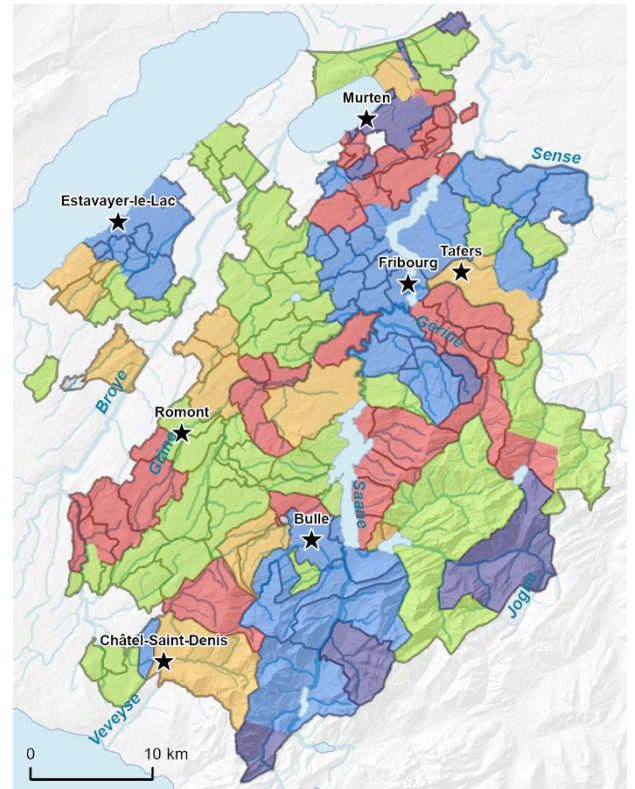 Murten
Sense
Estavayer-le-Lac
Tafers
Fribourg
Gérine
Broye
Romont
Glâne
Saane
Bulle
Jogne
Châtel-Saint-Denis
Veveyse
0 10 km